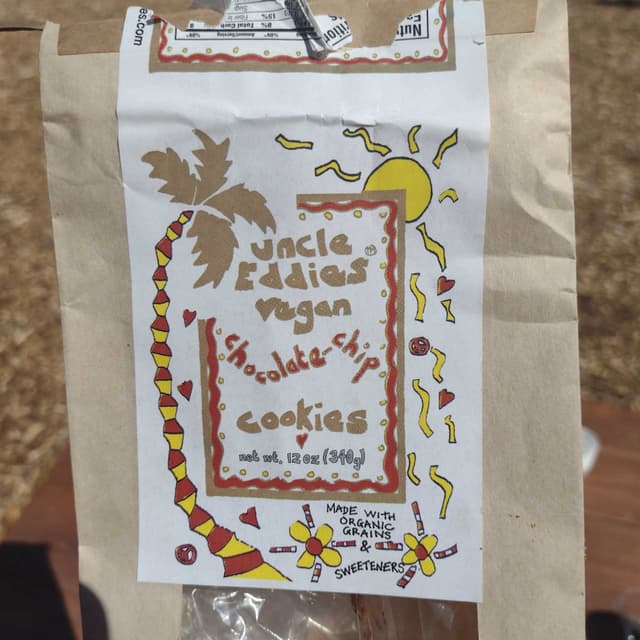 es.com
uncle
Eddies
vegan
chocolate-chip
cookies
net wt. 12 oz (340g)
MADE WITH
ORGANIC
GRAINS
&
SWEETENERS